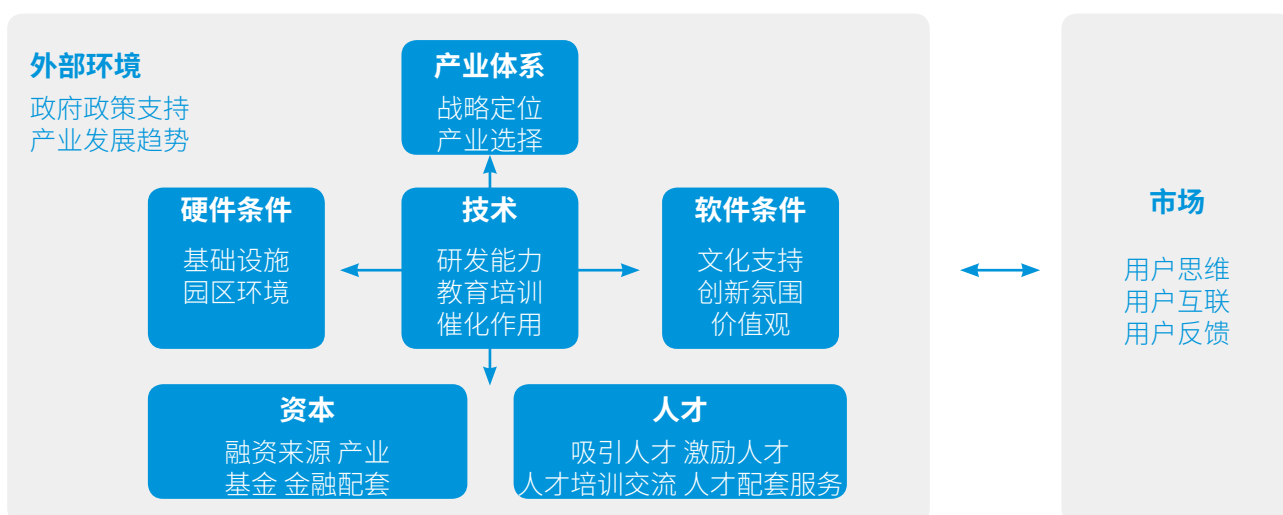 外部环境
政府政策支持
产业发展趋势
产业体系
战略定位
产业选择
硬件条件
基础设施
园区环境
技术
研发能力
教育培训
催化作用
软件条件
文化支持
创新氛围
价值观
资本
融资来源 产业
基金 金融配套
人才
吸引人才 激励人才
人才培训交流 人才配套服务
市场
用户思维
用户互联
用户反馈